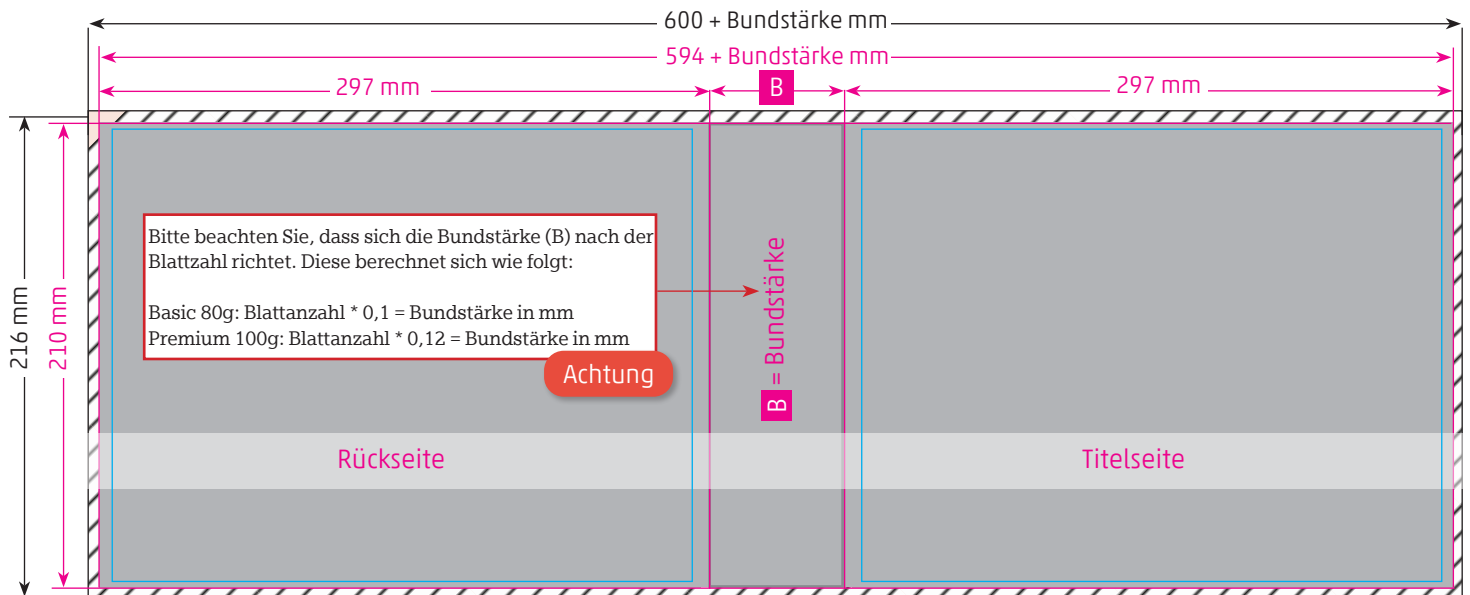 600 + Bundstärke mm
594 + Bundstärke mm
297 mm
B
297 mm
216 mm
210 mm
Bitte beachten Sie, dass sich die Bundstärke (B) nach der
Blattzahl richtet. Diese berechnet sich wie folgt:
Basic 80g: Blattanzahl * 0,1 = Bundstärke in mm
Premium 100g: Blattanzahl * 0,12 = Bundstärke in mm
Achtung
B = Bundstärke
Rückseite
Titelseite